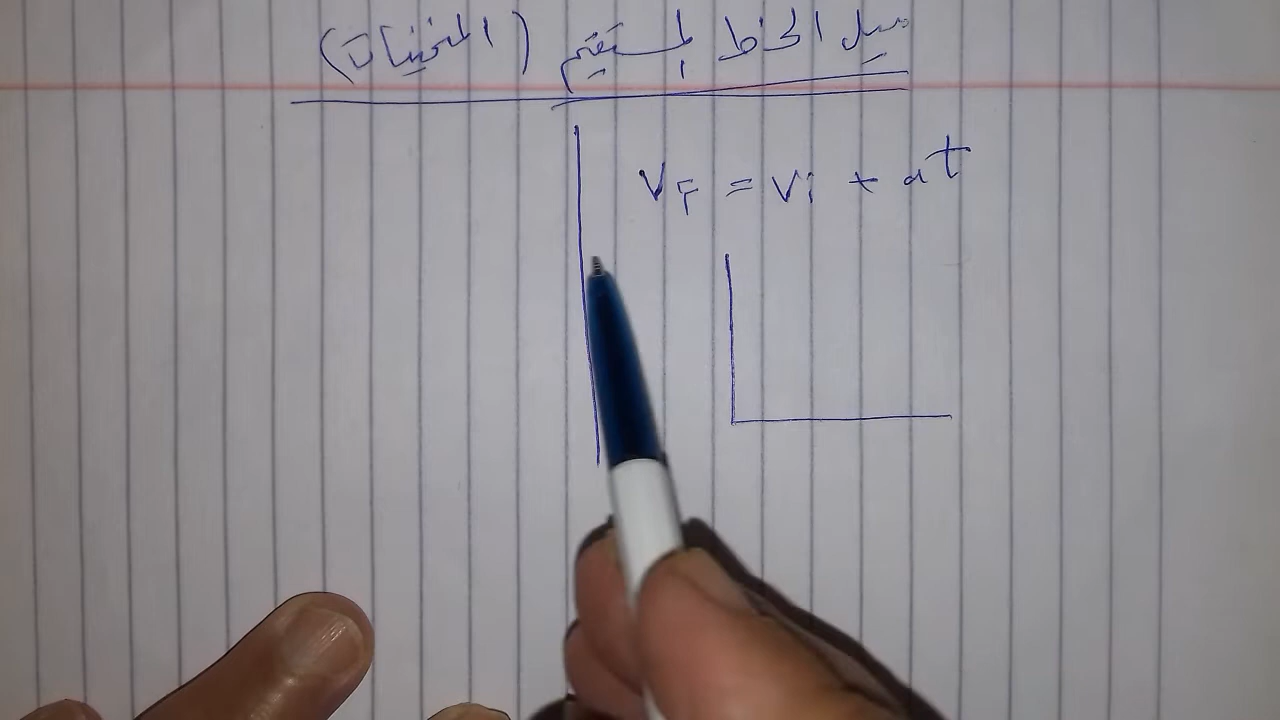 ميل الخط المستقيم (المنحنيات)
VF = Vi + at